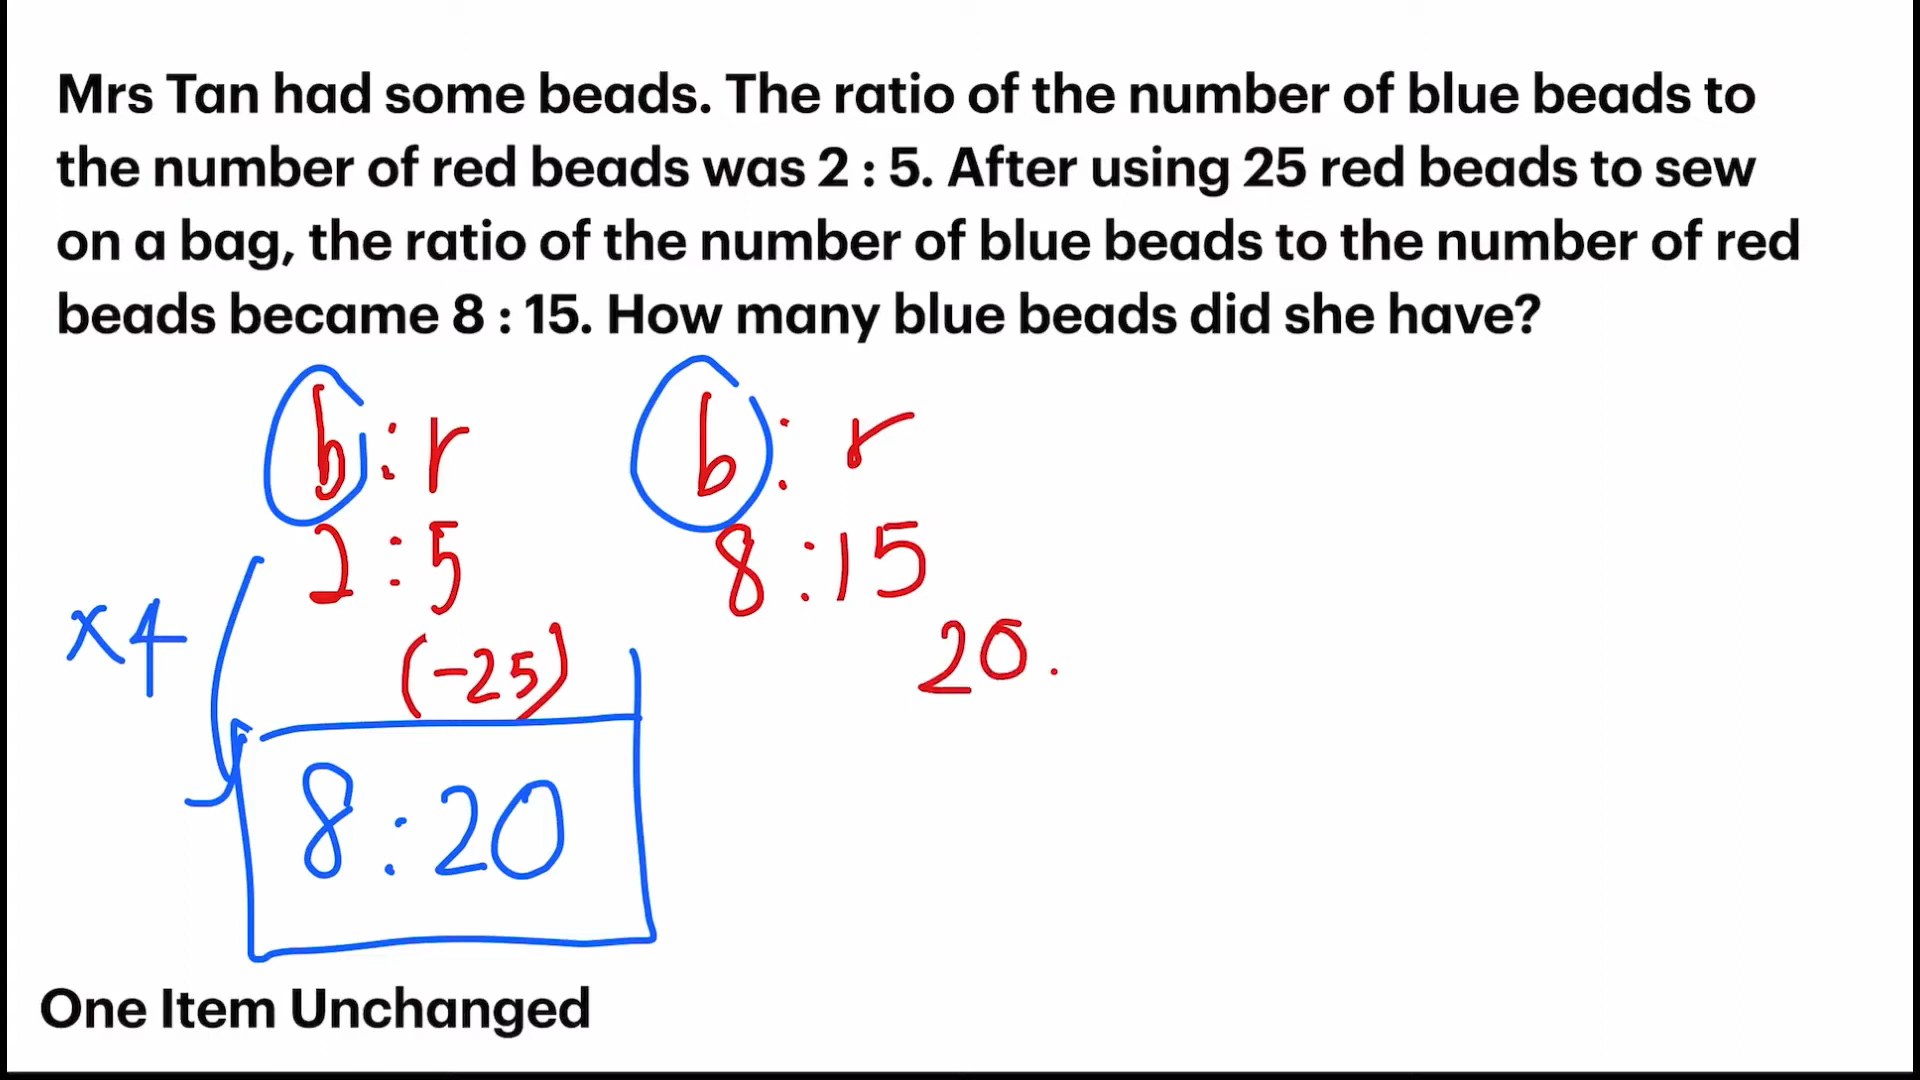 Mrs Tan had some beads. The ratio of the number of blue beads to
the number of red beads was 2 : 5. After using 25 red beads to sew
on a bag, the ratio of the number of blue beads to the number of red
beads became 8 : 15. How many blue beads did she have?
b : r
b : r
2 : 5
8 : 15
x4
(-25)
20.
8 : 20
One Item Unchanged